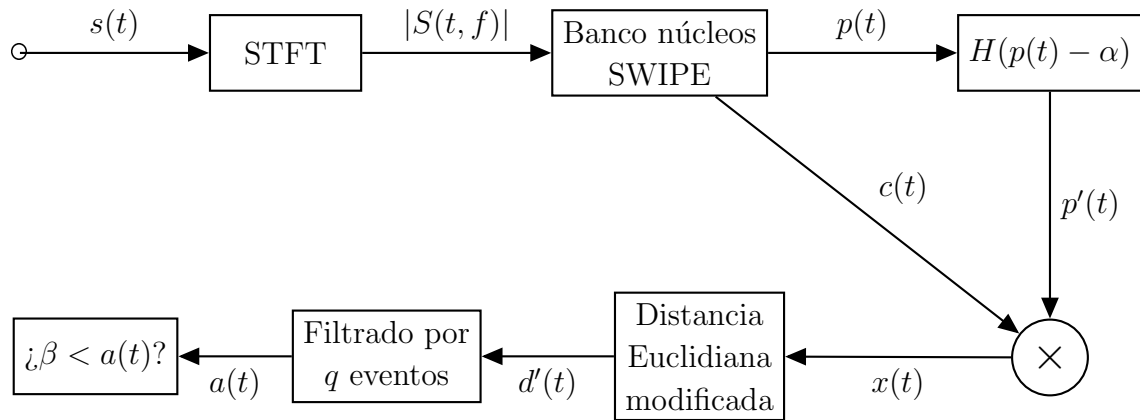 s(t)
STFT
|S(t, f)|
Banco núcleos
SWIPE
p(t)
H(p(t) − α)
c(t)
p′(t)
×
x(t)
Distancia
Euclidiana
modificada
d′(t)
Filtrado por
q eventos
a(t)
¿β < a(t)?